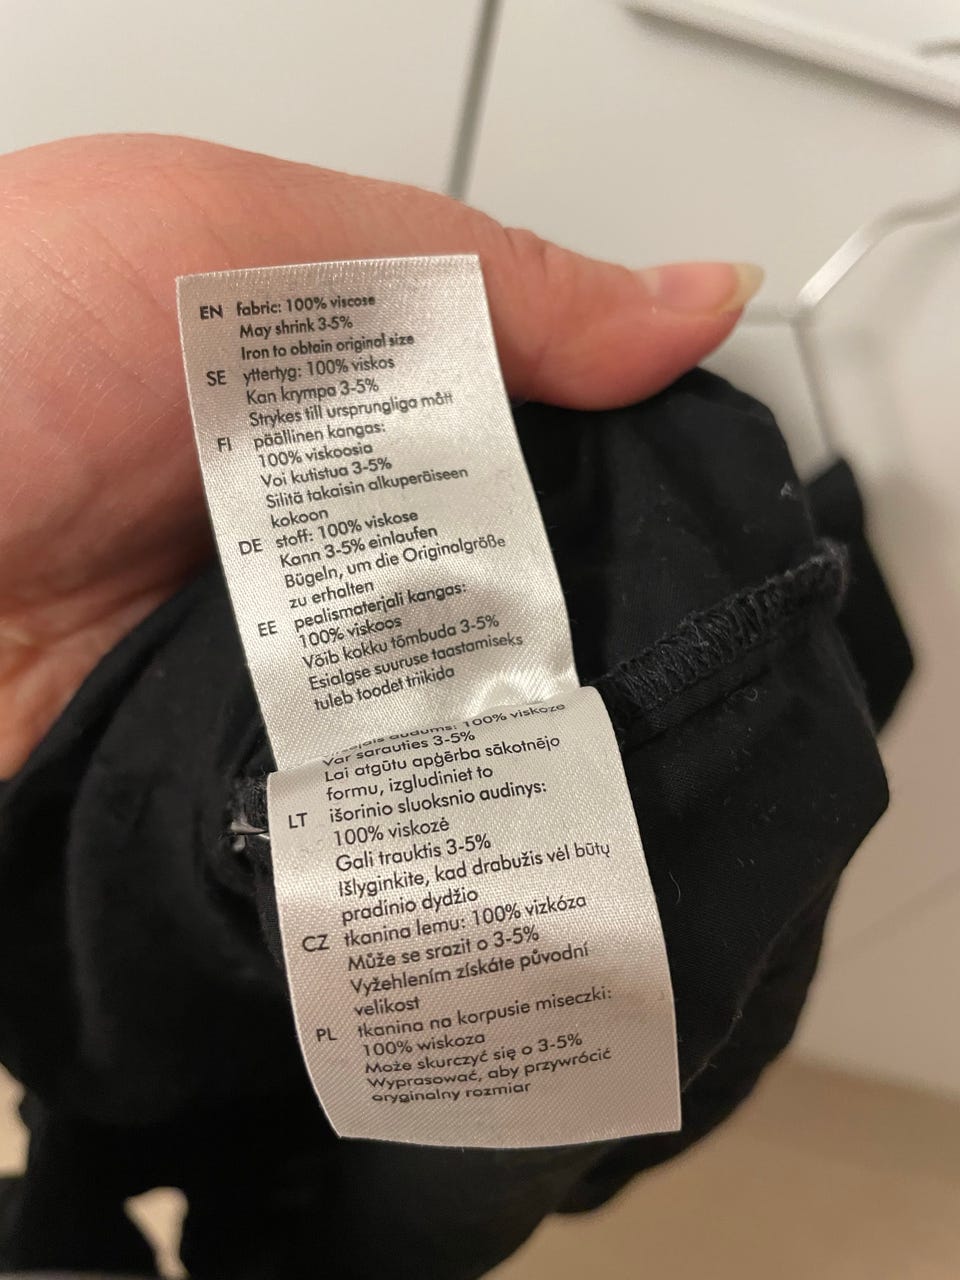 EN fabric: 100% viscose
May shrink 3-5%
Iron to obtain original size
SE yttertyg: 100% viskos
Kan krympa 3-5%
Strykes till ursprungliga mått
FI päällinen kangas:
100% viskoosia
Voi kutistua 3-5%
Silitä takaisin alkuperäiseen
kokoon
DE stoff: 100% viskose
Kann 3-5% einlaufen
Bügeln, um die Originalgröße
zu erhalten
EE pealismaterjali kangas:
100% viskoos
Võib kokku tõmbuda 3-5%
Esialgse suuruse taastamiseks
tuleb toodet triikida
audums: 100% viskoze
Var sarauties 3-5%
Lai atgūtu apģērba sākotnējo
formu, izgludiniet to
LT išorinio sluoksnio audinys:
100% viskozė
Gali trauktis 3-5%
Išlyginkite, kad drabužis vėl būtų
pradinio dydžio
CZ tkanina lemu: 100% vizkóza
Může se srazit o 3-5%
Vyžehlením získáte původní
velikost
PL tkanina na korpusie miseczki:
100% wiskoza
Może skurczyć się o 3-5%
Wyprasować, aby przywrócić
oryginalny rozmiar